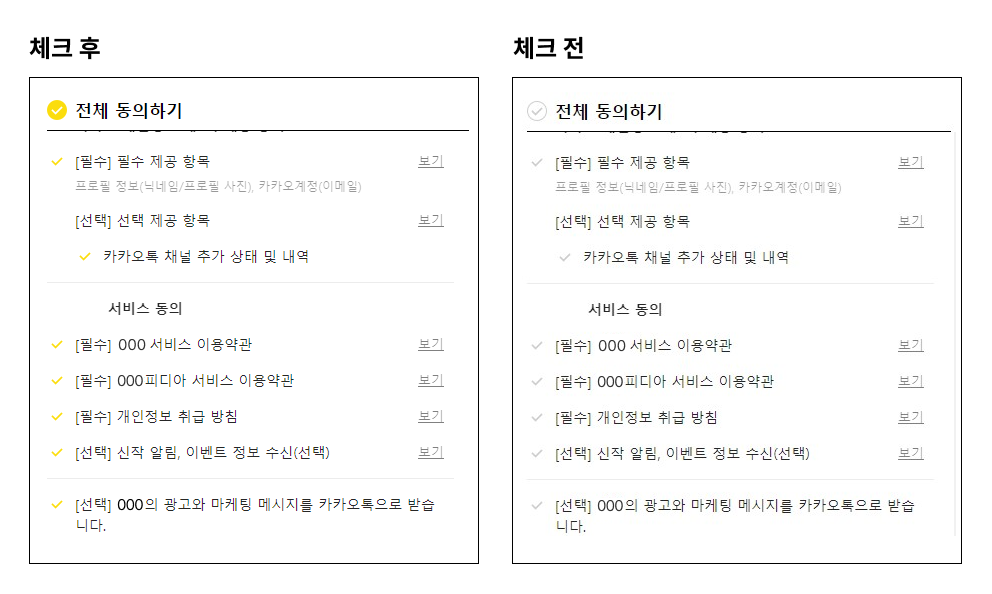 체크 후
전체 동의하기
[필수] 필수 제공 항목 보기
프로필 정보(닉네임/프로필 사진), 카카오계정(이메일)
[선택] 선택 제공 항목 보기
카카오톡 채널 추가 상태 및 내역
서비스 동의
[필수] 000 서비스 이용약관 보기
[필수] 000피디아 서비스 이용약관 보기
[필수] 개인정보 취급 방침 보기
[선택] 신작 알림, 이벤트 정보 수신(선택) 보기
[선택] 000의 광고와 마케팅 메시지를 카카오톡으로 받습
니다.
체크 전
전체 동의하기
[필수] 필수 제공 항목 보기
프로필 정보(닉네임/프로필 사진), 카카오계정(이메일)
[선택] 선택 제공 항목 보기
카카오톡 채널 추가 상태 및 내역
서비스 동의
[필수] 000 서비스 이용약관 보기
[필수] 000피디아 서비스 이용약관 보기
[필수] 개인정보 취급 방침 보기
[선택] 신작 알림, 이벤트 정보 수신(선택) 보기
[선택] 000의 광고와 마케팅 메시지를 카카오톡으로 받습
니다.